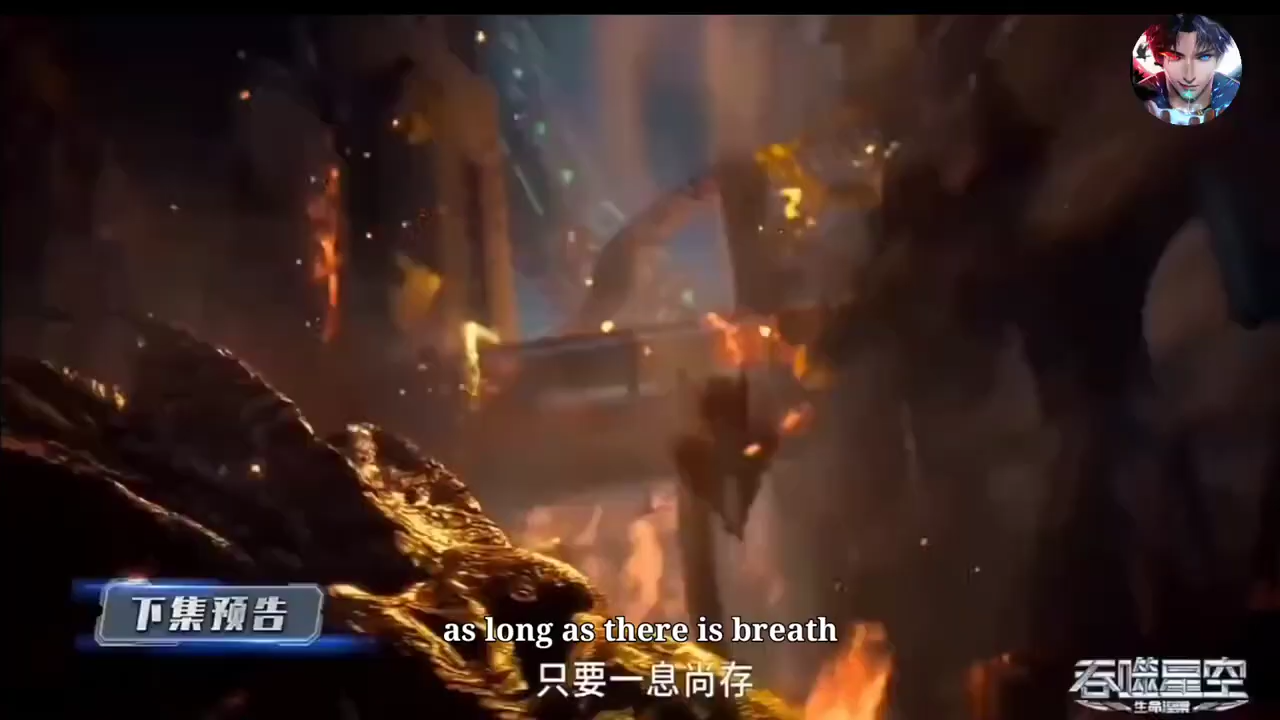 下集预告
as long as there is breath
只要一息尚存
吞噬星空